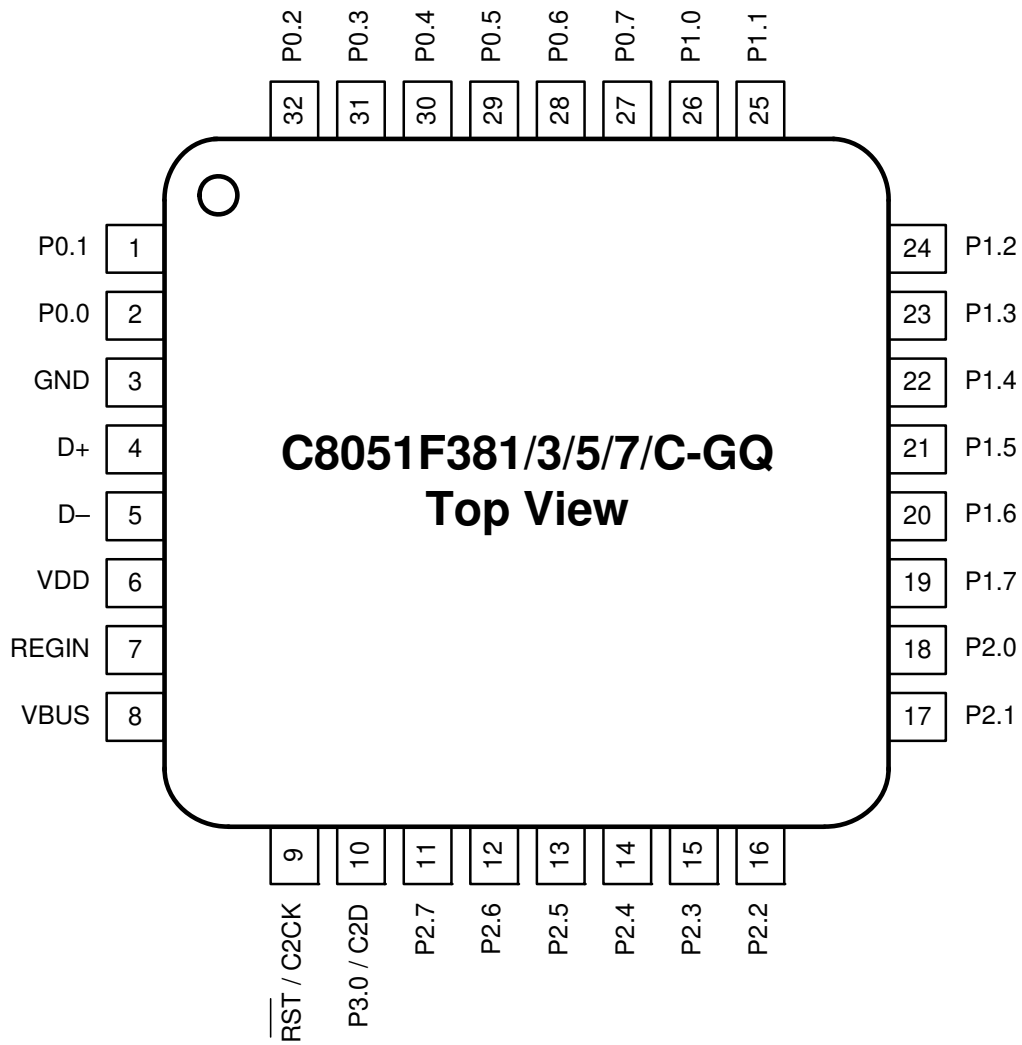 P0.2
P0.3
P0.4
P0.5
P0.6
P0.7
P1.0
P1.1
32
31
30
29
28
27
26
25
P0.1 1
P0.0 2
GND 3
D+ 4
D– 5
VDD 6
REGIN 7
VBUS 8
C8051F381/3/5/7/C-GQ
Top View
24 P1.2
23 P1.3
22 P1.4
21 P1.5
20 P1.6
19 P1.7
18 P2.0
17 P2.1
9
10
11
12
13
14
15
16
RST / C2CK
P3.0 / C2D
P2.7
P2.6
P2.5
P2.4
P2.3
P2.2